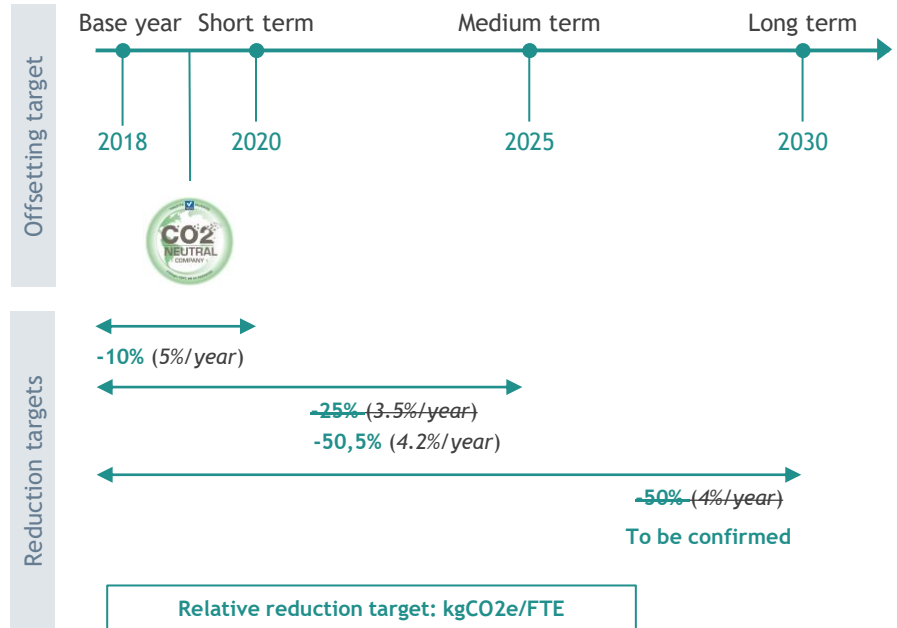 Base year Short term Medium term Long term
Offsetting target
2018 2020 2025 2030
CO2
NEUTRAL
COMPANY
Reduction targets
-10% (5%/year)
-25% (3.5%/year)
-50,5% (4.2%/year)
-50% (4%/year)
To be confirmed
Relative reduction target: kgCO2e/FTE